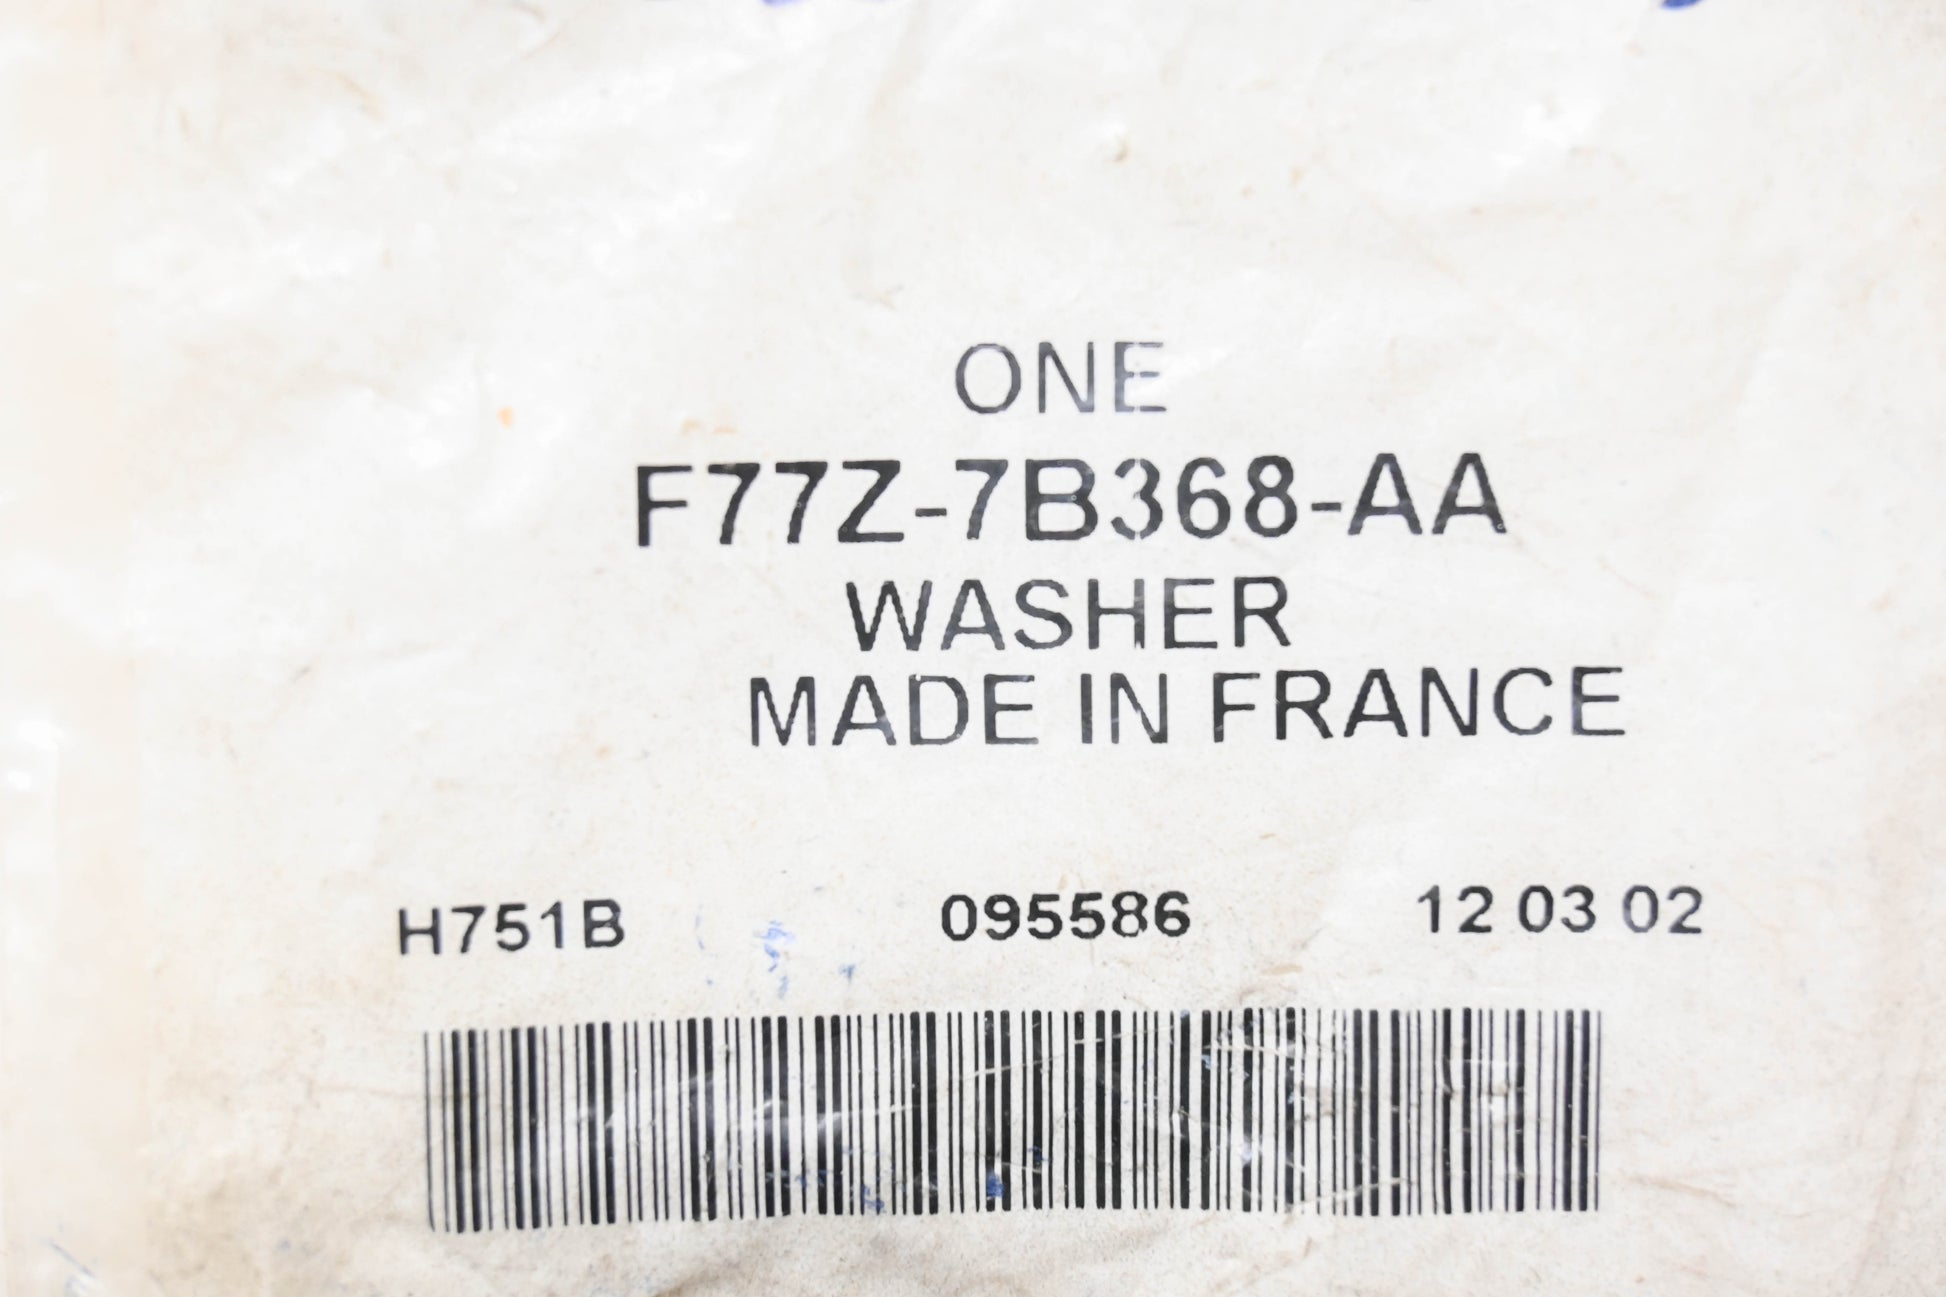 ONE
F77Z-7B368-AA
WASHER
MADE IN FRANCE
H751B 095586 12 03 02